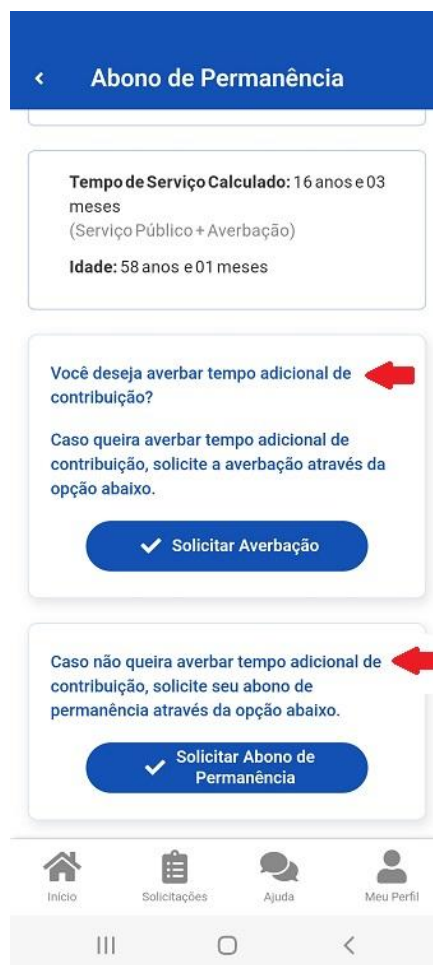 Abono de Permanência
Tempo de Serviço Calculado: 16 anos e 03
meses
(Serviço Público + Averbação)
Idade: 58 anos e 01 meses
Você deseja averbar tempo adicional de
contribuição?
Caso queira averbar tempo adicional de
contribuição, solicite a averbação através da
opção abaixo.
Solicitar Averbação
Caso não queira averbar tempo adicional de
contribuição, solicite seu abono de
permanência através da opção abaixo.
Solicitar Abono de
Permanência
Início Solicitações Ajuda Meu Perfil